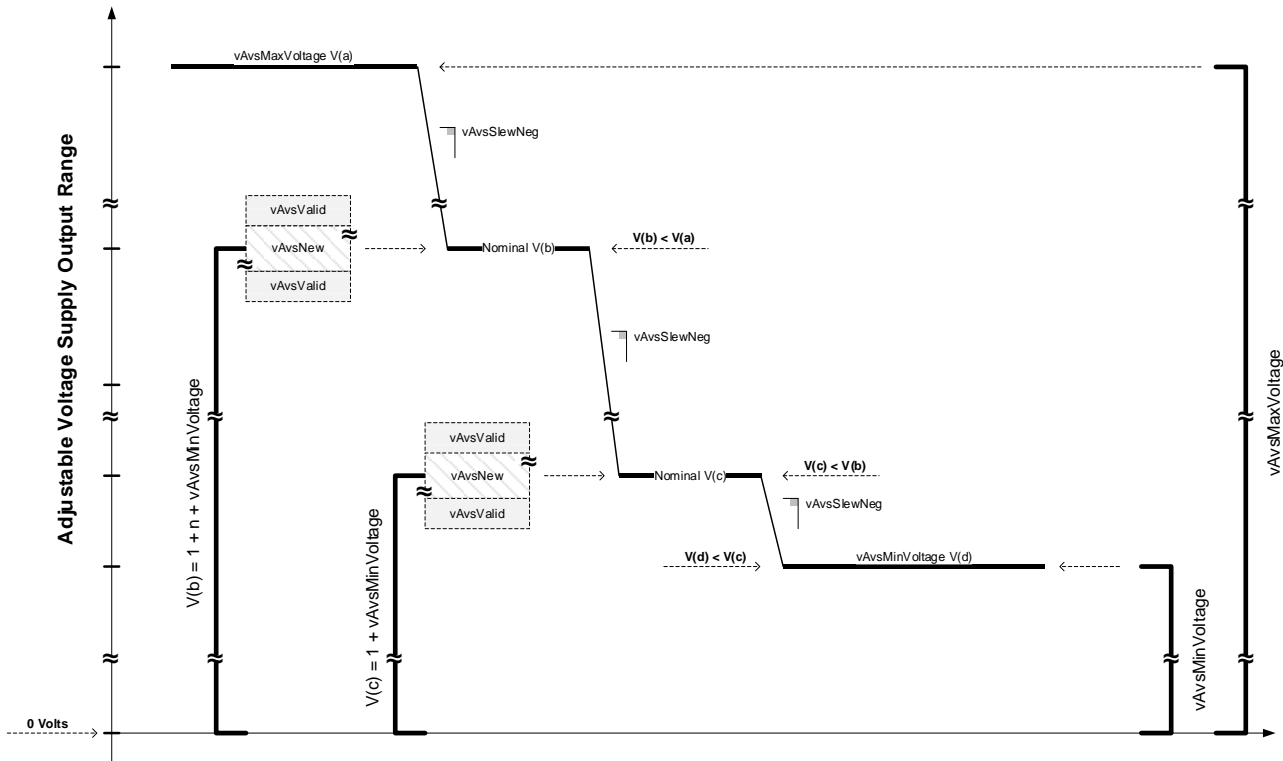 vAvsMaxVoltage V(a)
vAvsSlewNeg
Adjustable Voltage Supply Output Range
vAvsValid
vAvsNew
vAvsValid
Nominal V(b)
V(b) < V(a)
vAvsSlewNeg
V(b) = 1 + n + vAvsMinVoltage
vAvsMaxVoltage
vAvsValid
vAvsNew
vAvsValid
Nominal V(c)
V(c) < V(b)
vAvsSlewNeg
V(c) = 1 + vAvsMinVoltage
V(d) < V(c)
vAvsMinVoltage V(d)
vAvsMinVoltage
0 Volts